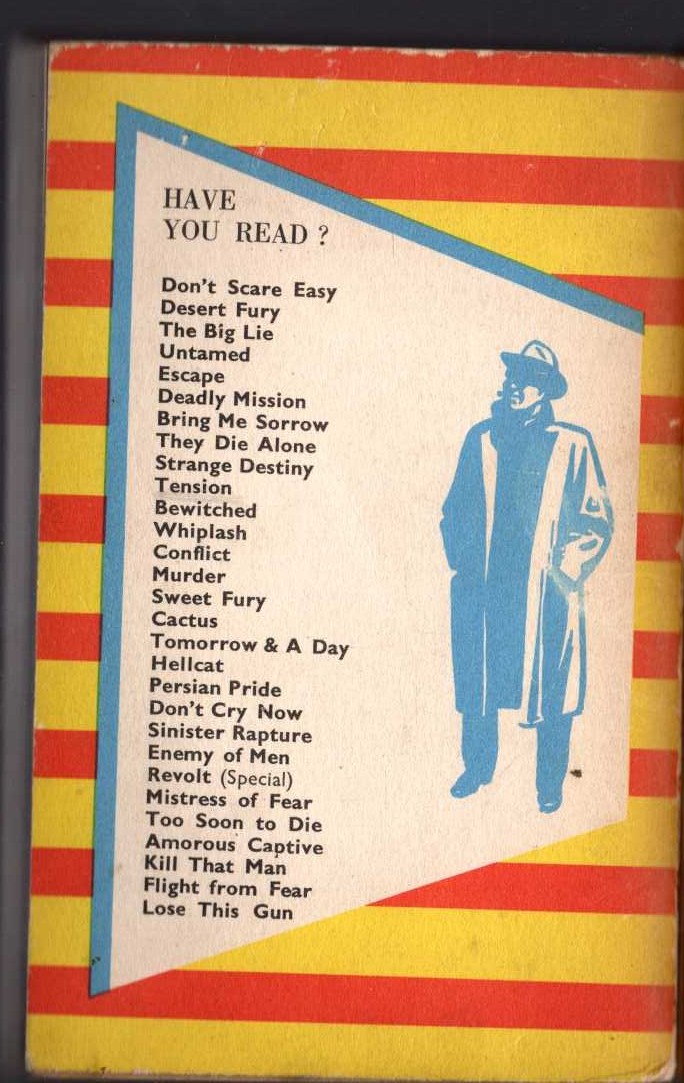 HAVE
YOU READ ?
Don't Scare Easy
Desert Fury
The Big Lie
Untamed
Escape
Deadly Mission
Bring Me Sorrow
They Die Alone
Strange Destiny
Tension
Bewitched
Whiplash
Conflict
Murder
Sweet Fury
Cactus
Tomorrow & A Day
Hellcat
Persian Pride
Don't Cry Now
Sinister Rapture
Enemy of Men
Revolt (Special)
Mistress of Fear
Too Soon to Die
Amorous Captive
Kill That Man
Flight from Fear
Lose This Gun